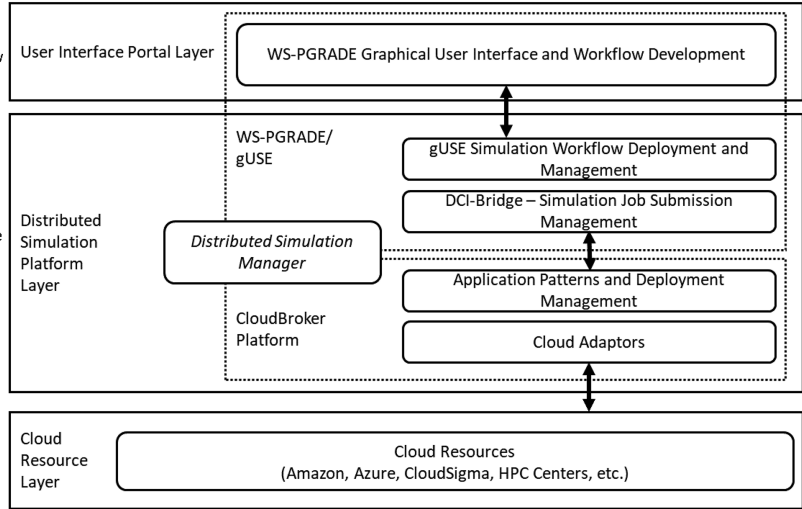 User Interface Portal Layer
WS-PGRADE Graphical User Interface and Workflow Development
WS-PGRADE/
gUSE
gUSE Simulation Workflow Deployment and
Management
DCI-Bridge – Simulation Job Submission
Management
Distributed
Simulation
Platform
Layer
Distributed Simulation
Manager
Application Patterns and Deployment
Management
CloudBroker
Platform
Cloud Adaptors
Cloud
Resource
Layer
Cloud Resources
(Amazon, Azure, CloudSigma, HPC Centers, etc.)